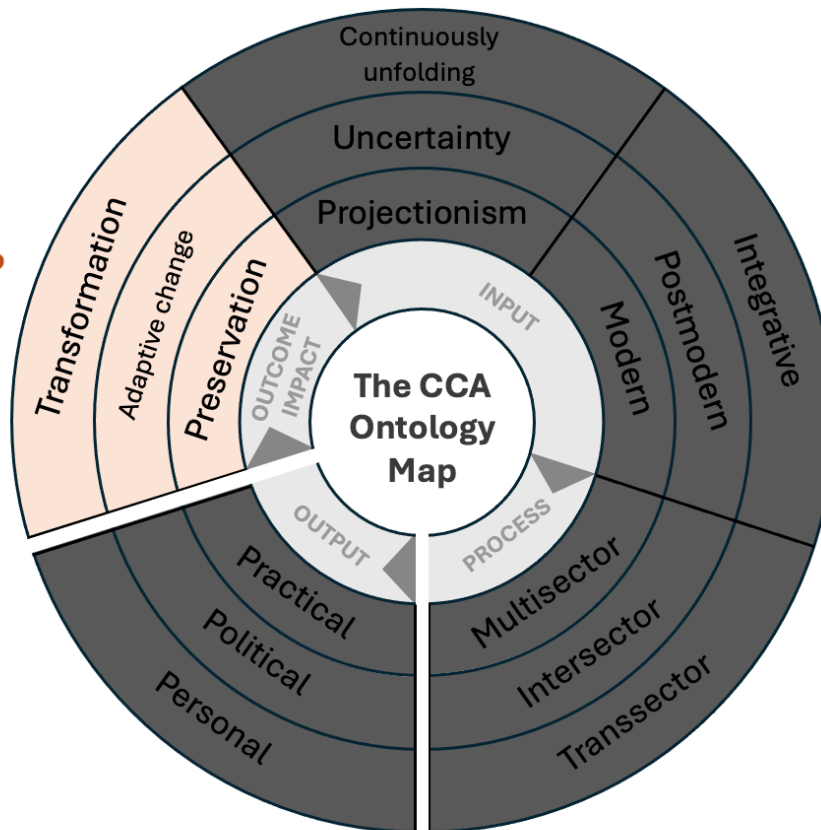 Continuously
unfolding
Uncertainty
Projectionism
INPUT
Modern
Postmodern
Integrative
PROCESS
Multisector
Intersector
Transsector
OUTPUT
Practical
Political
Personal
OUTCOME
IMPACT
Preservation
Adaptive change
Transformation
The CCA
Ontology
Map